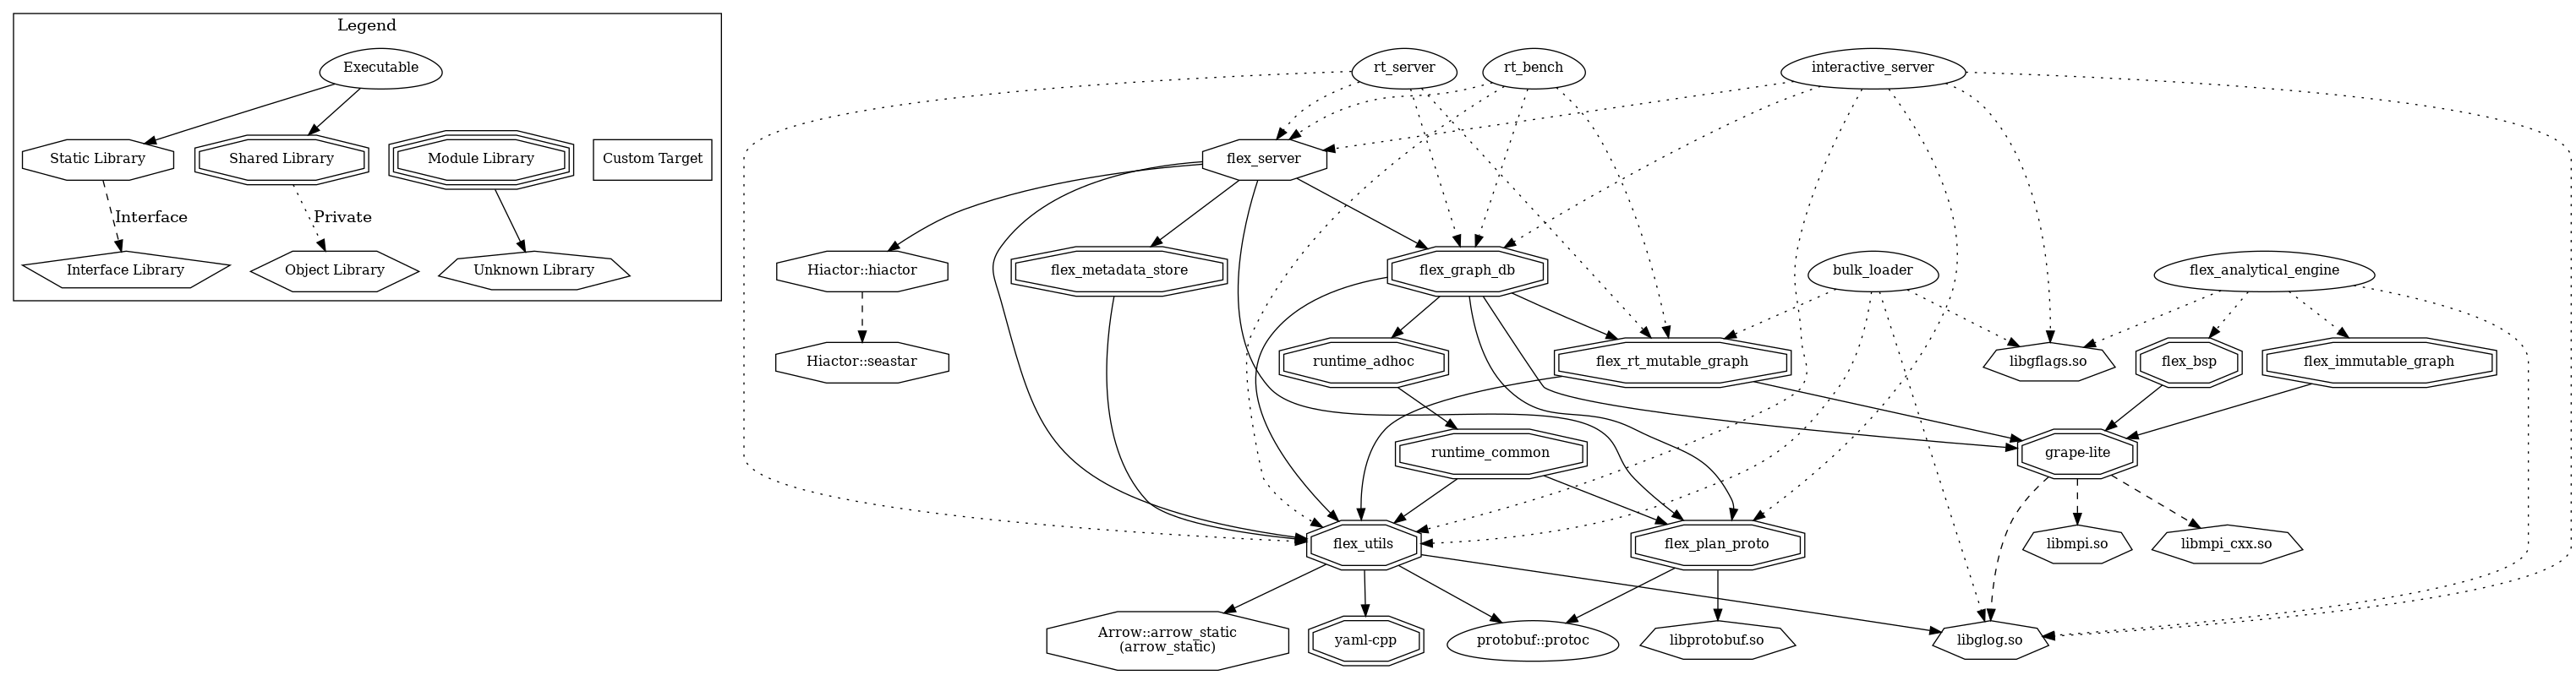 Legend
Executable
Static Library
Shared Library
Module Library
Custom Target
Interface
Private
Interface Library
Object Library
Unknown Library
rt_server
rt_bench
interactive_server
flex_server
Hiactor::hiactor
flex_metadata_store
flex_graph_db
bulk_loader
flex_analytical_engine
Hiactor::seastar
runtime_adhoc
flex_rt_mutable_graph
libgflags.so
flex_bsp
flex_immutable_graph
runtime_common
grape-lite
flex_utils
flex_plan_proto
libmpi.so
libmpi_cxx.so
Arrow::arrow_static
(arrow_static)
yaml-cpp
protobuf::protoc
libprotobuf.so
libglog.so